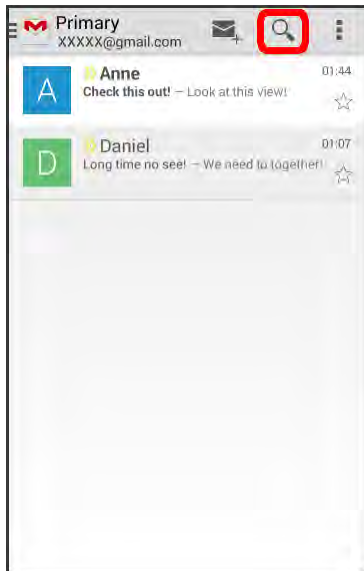 Primary
XXXXX@gmail.com
A
Anne
01:44
Check this out! – Look at this view!
D
Daniel
01:07
Long time no see! – We need to together!